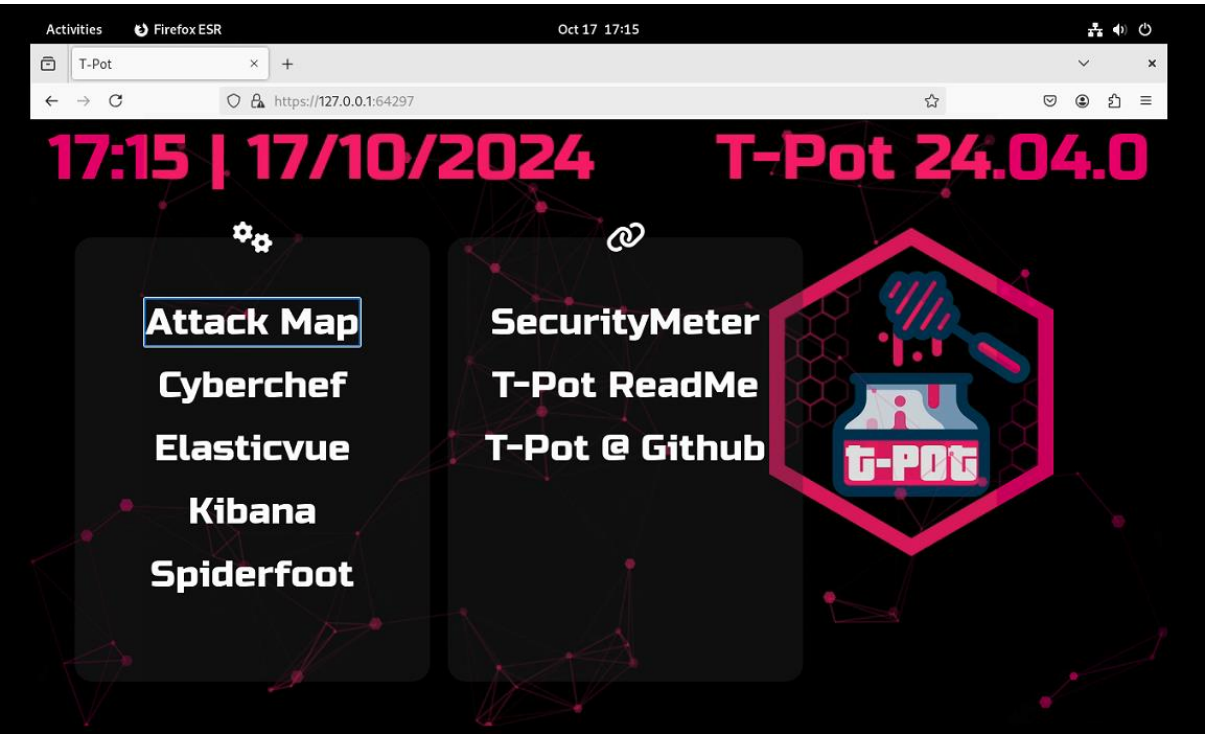 Activities Firefox ESR Oct 17 17:15
T-Pot
https://127.0.0.1:64297
17:15 | 17/10/2024 T-Pot 24.04.0
Attack Map
Cyberchef
Elasticvue
Kibana
Spiderfoot
SecurityMeter
T-Pot ReadMe
T-Pot @ Github
t-POT